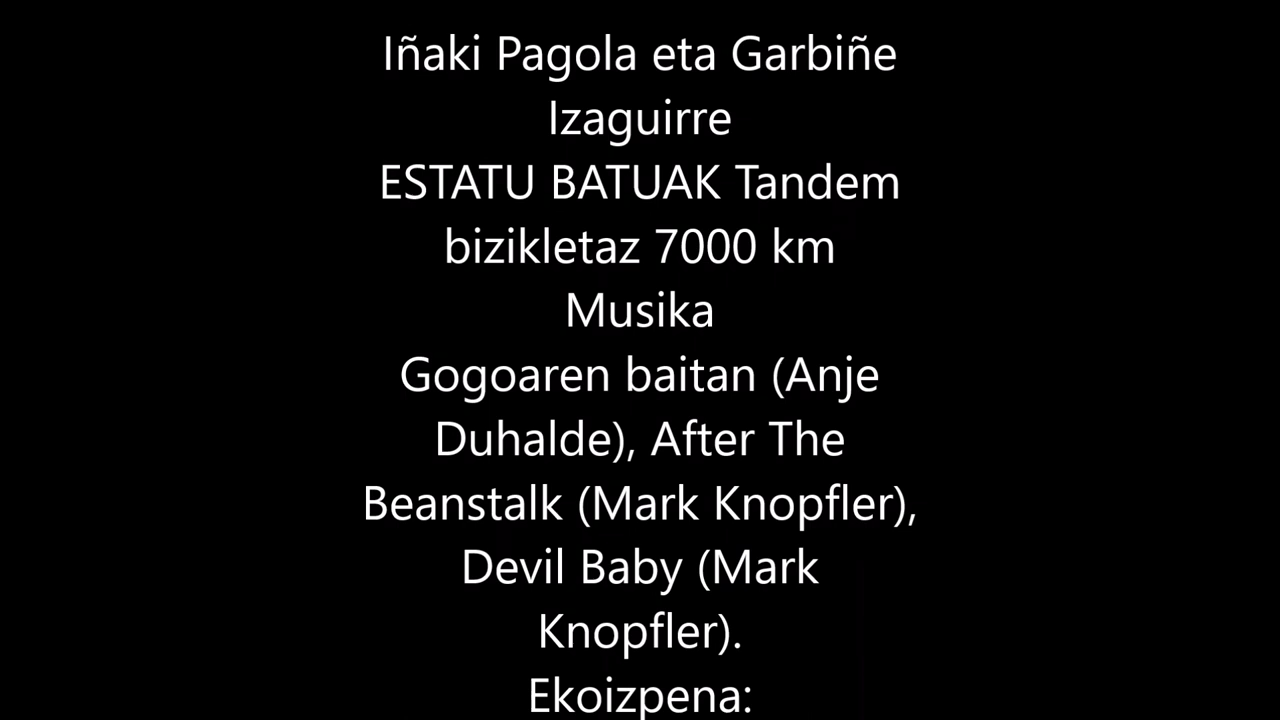 Iñaki Pagola eta Garbiñe
Izaguirre
ESTATU BATUAK Tandem
bizikletaz 7000 km
Musika
Gogoaren baitan (Anje
Duhalde), After The
Beanstalk (Mark Knopfler),
Devil Baby (Mark
Knopfler).
Ekoizpena: